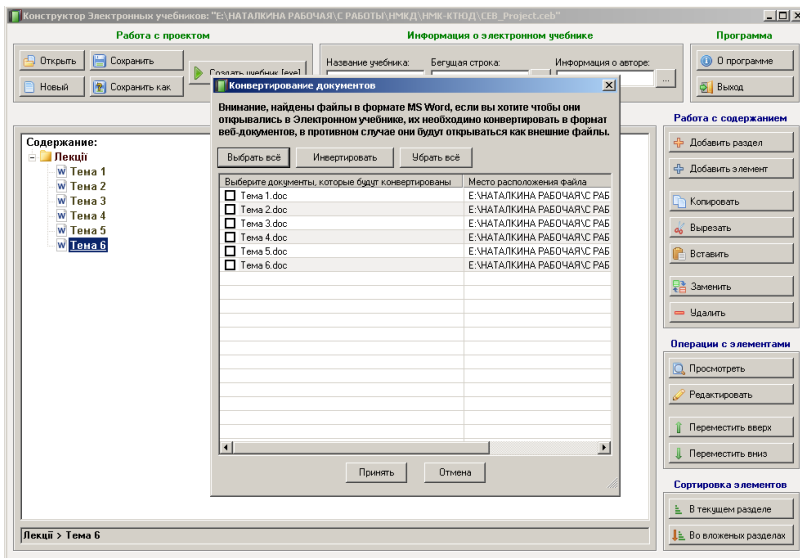 Конструктор Электронных учебников: "E:\НАТАЛКИНА РАБОЧАЯ\С РАБОТЫ\НМКД\НМК-КТЮД\CEB_Project.ceb"
Работа с проектом
Информация о электронном учебнике
Программа
Открыть
Сохранить
Создать учебник [exe]
Название учебника:
Бегущая строка:
Информация о авторе:
...
О программе
Новый
Сохранить как
Выход
Конвертирование документов
Внимание, найдены файлы в формате MS Word, если вы хотите чтобы они
открывались в Электронном учебнике, их необходимо конвертировать в формат
веб-документов, в противном случае они будут открываться как внешние файлы.
Выбрать всё
Инвертировать
Убрать всё
Выберите документы, которые будут конвертированы
Место расположения файла
Тема 1.doc
E:\НАТАЛКИНА РАБОЧАЯ\С РАБ
Тема 2.doc
E:\НАТАЛКИНА РАБОЧАЯ\С РАБ
Тема 3.doc
E:\НАТАЛКИНА РАБОЧАЯ\С РАБ
Тема 4.doc
E:\НАТАЛКИНА РАБОЧАЯ\С РАБ
Тема 5.doc
E:\НАТАЛКИНА РАБОЧАЯ\С РАБ
Тема 6.doc
E:\НАТАЛКИНА РАБОЧАЯ\С РАБ
Принять
Отмена
Содержание:
Лекції
Тема 1
Тема 2
Тема 3
Тема 4
Тема 5
Тема 6
Лекції > Тема 6
Работа с содержанием
Добавить раздел
Добавить элемент
Копировать
Вырезать
Вставить
Заменить
Удалить
Операции с элементами
Просмотреть
Редактировать
Переместить вверх
Переместить вниз
Сортировка элементов
В текущем разделе
Во вложеных разделах